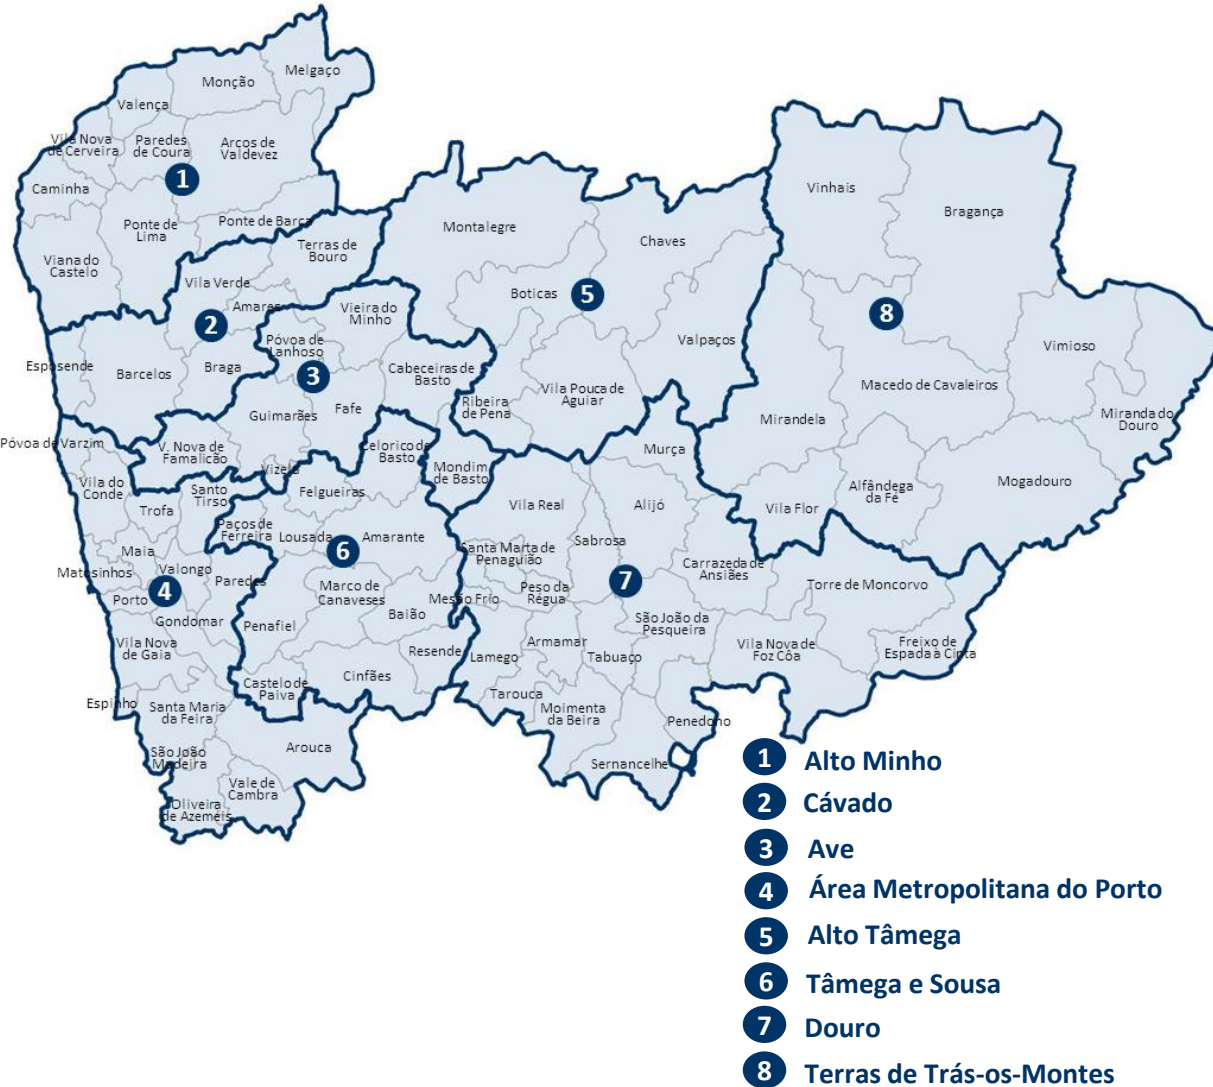 Melgaço
Monção
Valença
Vila Nova
de Cerveira
Paredes
de Coura
Arcos de
Valdevez
1
Caminha
Ponte de
Lima
Ponte de Barca
Viana do
Castelo
Terras de
Bouro
Vila Verde
Amares
2
Vieira do
Minho
Póvoa de
Lanhoso
Esposende
Barcelos
Braga
3
Cabeceiras de
Basto
Guimarães
Fafe
V. Nova de
Famalicão
Vizela
Celorico de
Basto
Mondim
de Basto
Montalegre
Chaves
Boticas
5
Valpaços
Vila Pouca de
Aguiar
Ribeira
de Pena
Vinhais
Bragança
8
Vimioso
Macedo de Cavaleiros
Miranda do
Douro
Mirandela
Mogadouro
Alfândega
da Fé
Vila Flor
Póvoa de Varzim
Vila do
Conde
Santo
Tirso
Trofa
Maia
Matosinhos
Valongo
Paredes
Porto
4
Gondomar
Vila Nova
de Gaia
Espinho
Santa Maria
da Feira
São João
Madeira
Arouca
Vale de
Cambra
Oliveira
de Azeméis
Felgueiras
Paços de
Ferreira
Lousada
6
Amarante
Marco de
Canaveses
Baião
Penafiel
Resende
Cinfães
Castelo de
Paiva
Murça
Vila Real
Alijó
Sabrosa
Santa Marta de
Penaguião
Peso da
Régua
Mesão Frio
7
Carrazeda de
Ansiães
Torre de Moncorvo
São João da
Pesqueira
Armamar
Tabuaço
Lamego
Vila Nova de
Foz Côa
Freixo de
Espada à Cinta
Tarouca
Moimenta
da Beira
Penedono
Sernancelhe
1 Alto Minho
2 Cávado
3 Ave
4 Área Metropolitana do Porto
5 Alto Tâmega
6 Tâmega e Sousa
7 Douro
8 Terras de Trás-os-Montes